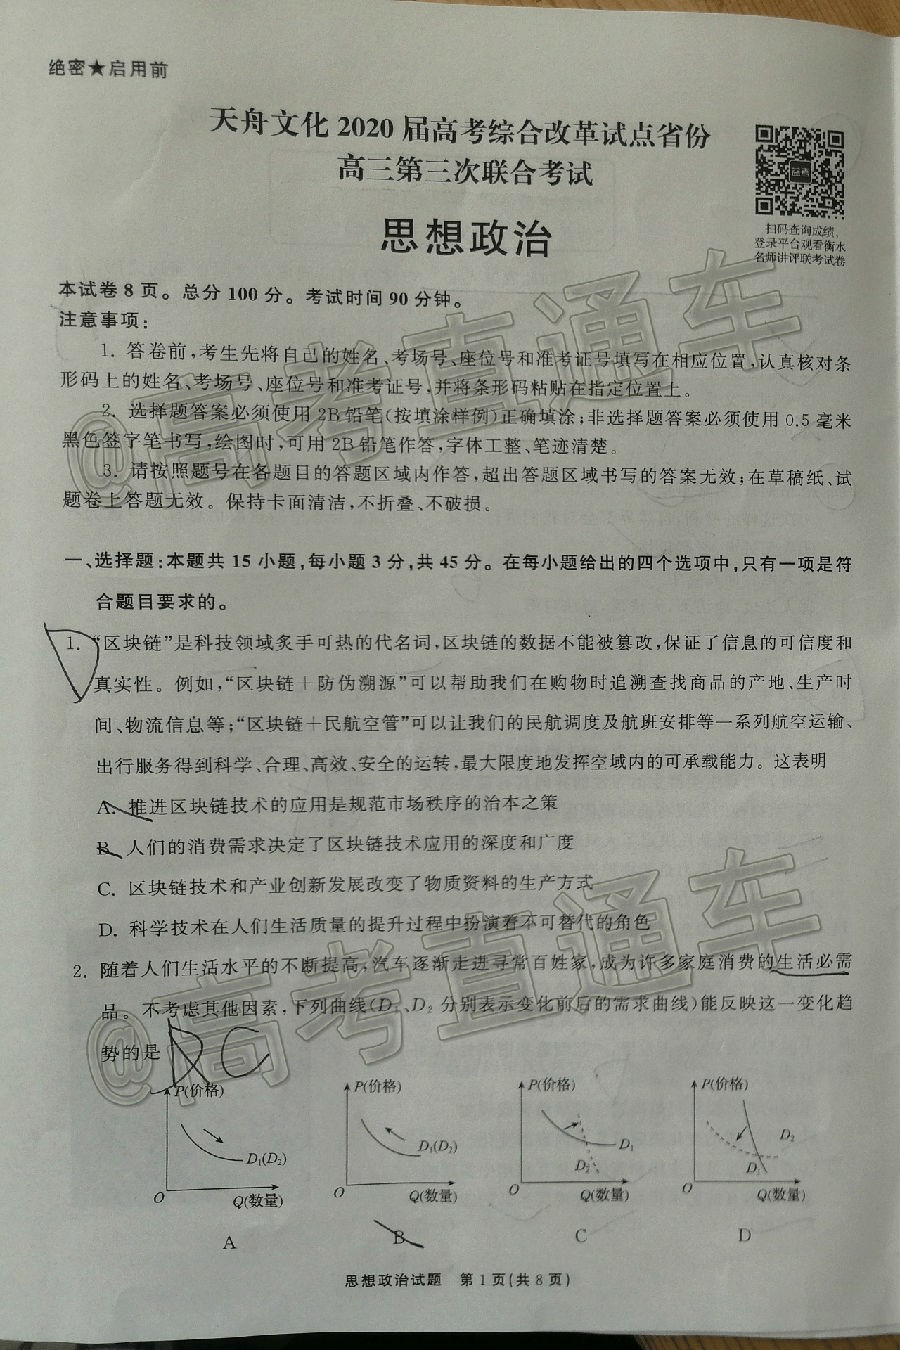 绝密★启用前
天舟文化2020届高考综合改革试点省份
高三第三次联合考试
思想政治
扫码查询成绩,
登录平台观看衡水
名师讲评联考试卷
本试卷8页。总分100分。考试时间90分钟。
注意事项:
1. 答卷前,考生先将自己的姓名、考场号、座位号和准考证号填写在相应位置,认真核对条
形码上的姓名、考场号、座位号和准考证号,并将条形码粘贴在指定位置上。
2. 选择题答案必须使用2B铅笔(按填涂样例)正确填涂;非选择题答案必须使用0.5毫米
黑色签字笔书写,绘图时,可用2B铅笔作答,字体工整、笔迹清楚。
3. 请按照题号在各题目的答题区域内作答,超出答题区域书写的答案无效;在草稿纸、试
题卷上答题无效。保持卡面清洁,不折叠、不破损。
一、选择题:本题共15小题,每小题3分,共45分。在每小题给出的四个选项中,只有一项是符
合题目要求的。
1. “区块链”是科技领域炙手可热的代名词,区块链的数据不能被篡改,保证了信息的可信度和
真实性。例如,“区块链+防伪溯源”可以帮助我们在购物时追溯查找商品的产地、生产时
间、物流信息等;“区块链+民航空管”可以让我们的民航调度及航班安排等一系列航空运输、
出行服务得到科学、合理、高效、安全的运转,最大限度地发挥空域内的可承载能力。这表明
A. 推进区块链技术的应用是规范市场秩序的治本之策
B. 人们的消费需求决定了区块链技术应用的深度和广度
C. 区块链技术和产业创新发展改变了物质资料的生产方式
D. 科学技术在人们生活质量的提升过程中扮演着不可替代的角色
2. 随着人们生活水平的不断提高,汽车逐渐走进寻常百姓家,成为许多家庭消费的生活必需
品。不考虑其他因素,下列曲线(D₁、D₂分别表示变化前后的需求曲线)能反映这一变化趋
势的是 C
P(价格) P(价格) P(价格) P(价格)
D₁(D₂) D₁(D₂) D₁ D₂ D₂ D₁
O Q(数量) O Q(数量) O Q(数量) O Q(数量)
A B C D
思想政治试题 第1页(共8页)
@高考直通车
@高考直通车